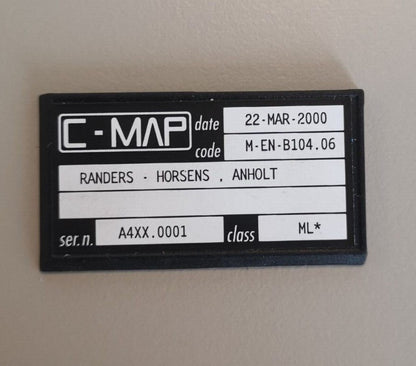 C-MAP date 22-MAR-2000
code M-EN-B104.06
RANDERS - HORSENS , ANHOLT
ser.n. A4XX.0001 class ML*